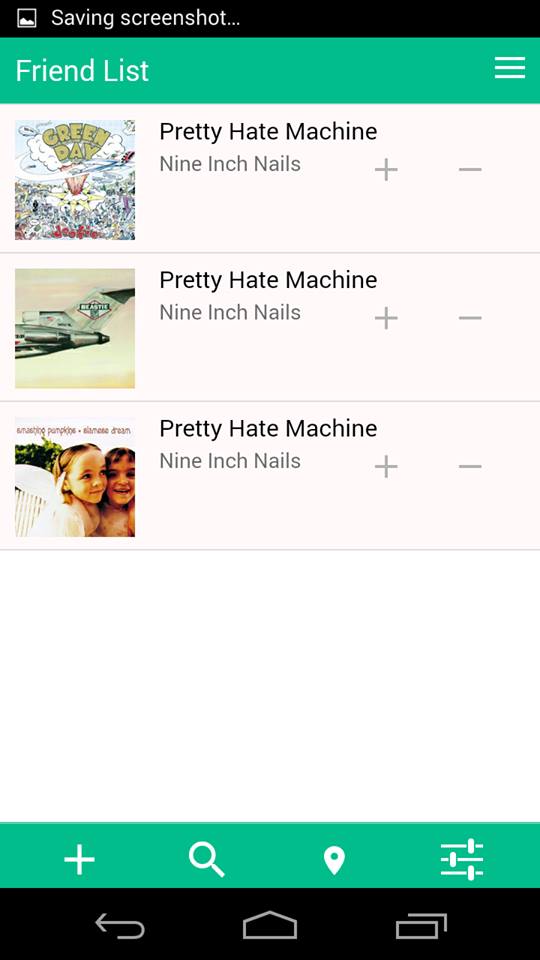 Saving screenshot...
Friend List
GREEN DAY
dookie
Pretty Hate Machine
Nine Inch Nails
BEASTIE
Pretty Hate Machine
Nine Inch Nails
smashing pumpkins • siamese dream
Pretty Hate Machine
Nine Inch Nails